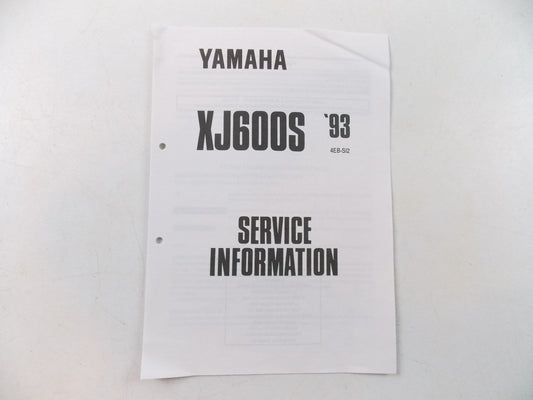 YAMAHA
XJ600S '93
4EB-SI2
SERVICE
INFORMATION